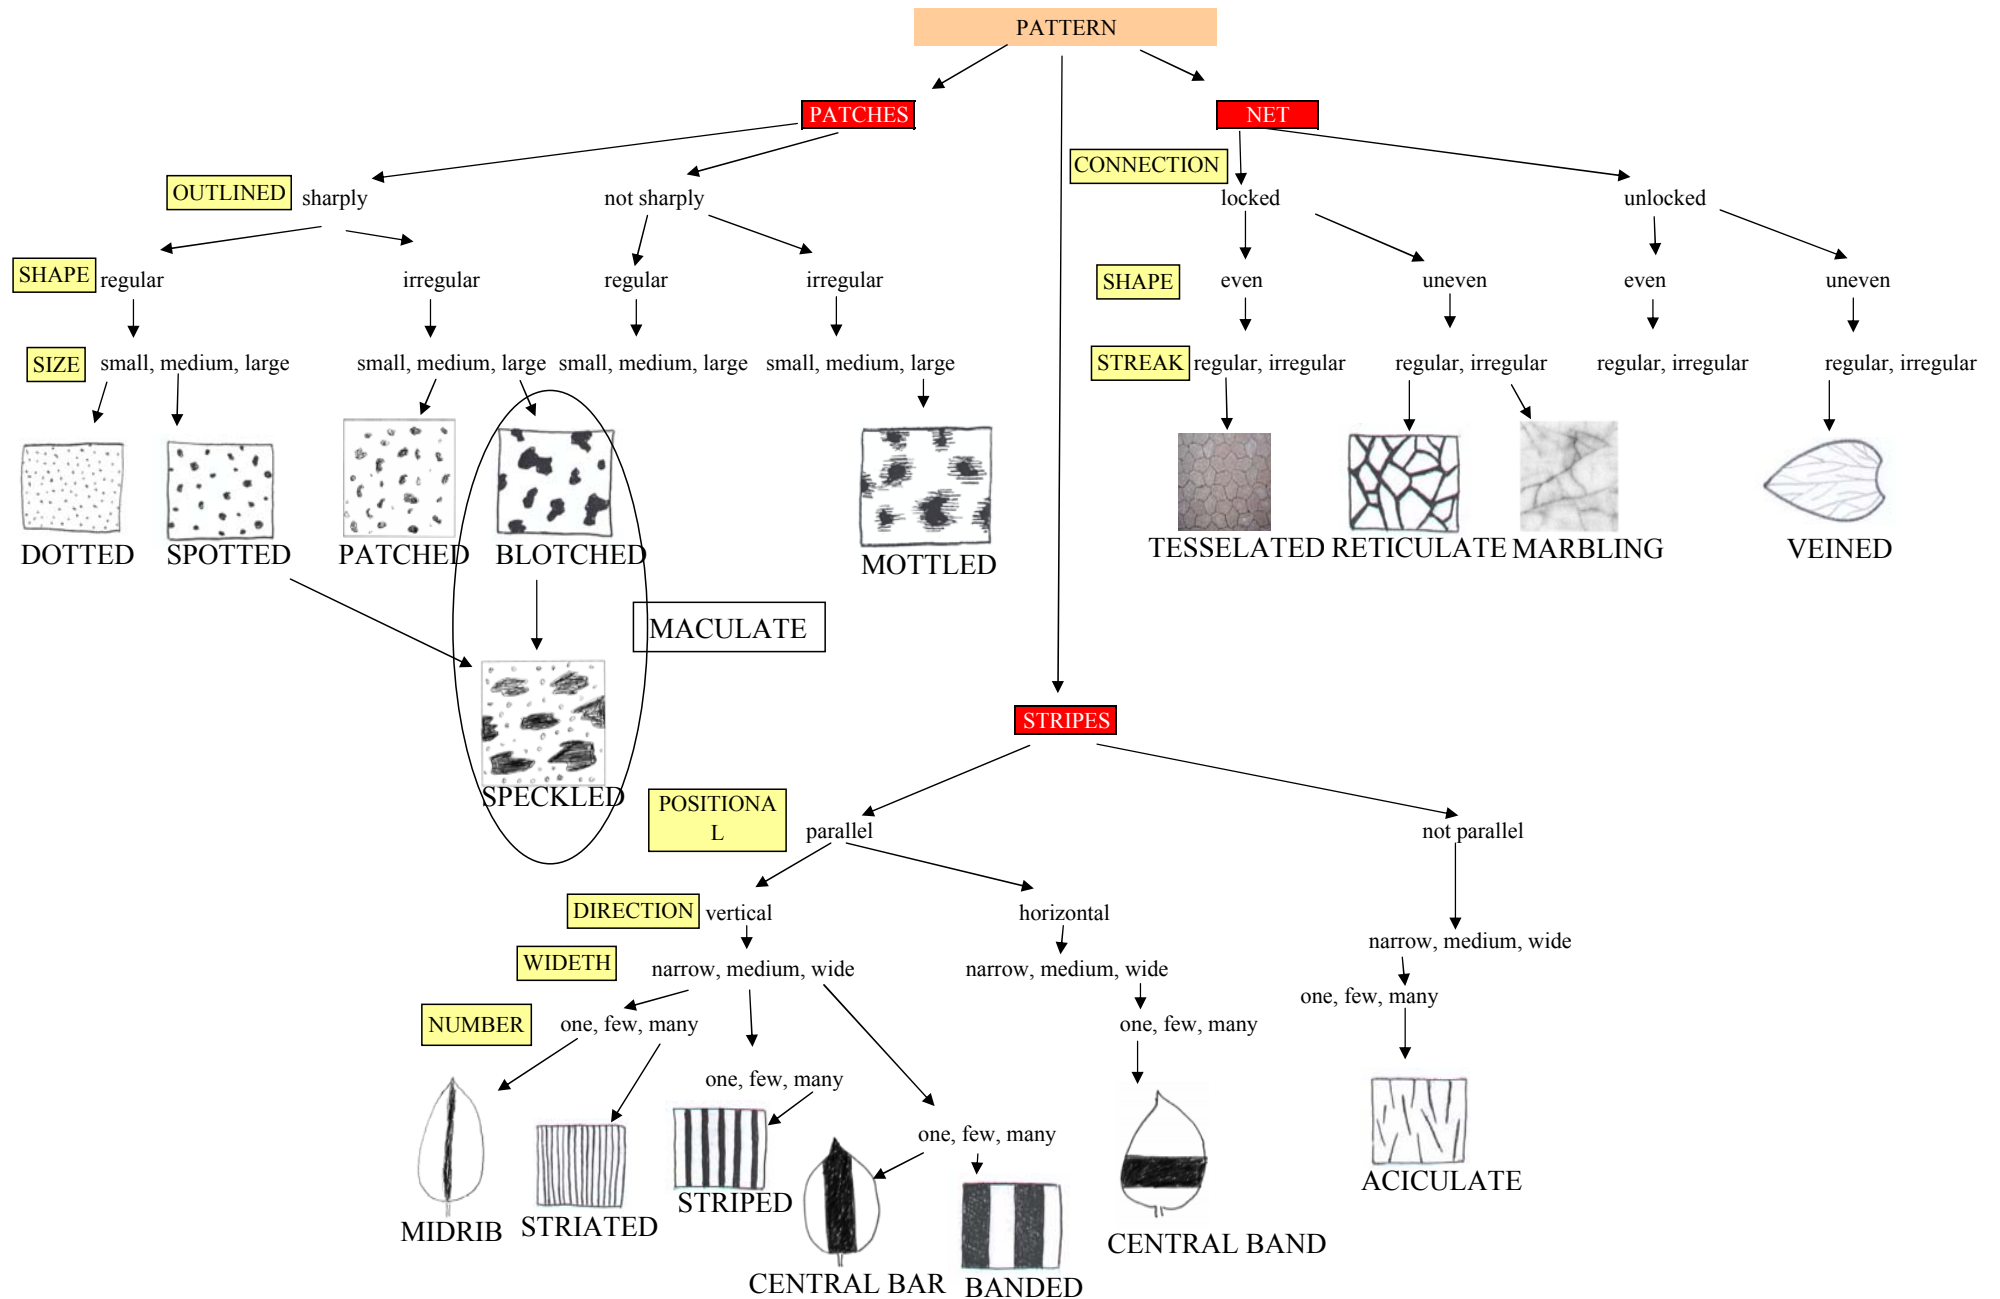 PATTERN
PATCHES
NET
CONNECTION
OUTLINED
sharply
not sharply
locked
unlocked
SHAPE
regular
irregular
regular
irregular
SHAPE
even
uneven
even
uneven
SIZE
small, medium, large
small, medium, large
small, medium, large
small, medium, large
STREAK
regular, irregular
regular, irregular
regular, irregular
regular, irregular
DOTTED
SPOTTED
PATCHED
BLOTCHED
MOTTLED
TESSELATED
RETICULATE
MARBLING
VEINED
MACULATE
SPECKLED
STRIPES
POSITIONA
L
parallel
not parallel
DIRECTION
vertical
horizontal
WIDETH
narrow, medium, wide
narrow, medium, wide
narrow, medium, wide
NUMBER
one, few, many
one, few, many
one, few, many
one, few, many
one, few, many
MIDRIB
STRIATED
STRIPED
CENTRAL BAR
BANDED
CENTRAL BAND
ACICULATE